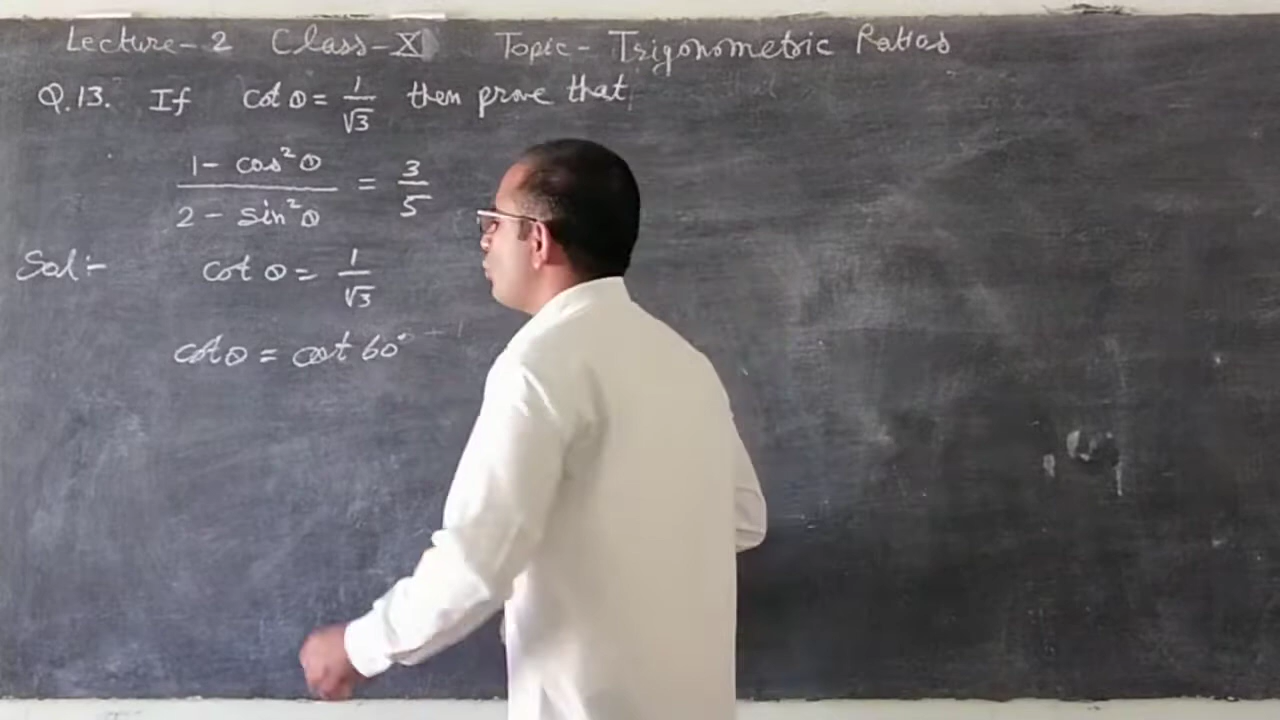 Lecture-2 Class-X Topic- Trigonometric Ratios
Q.13. If cot θ = 1/√3 then prove that,
(1 - cos²θ)/(2 - sin²θ) = 3/5
Sol:- cot θ = 1/√3
cot θ = cot 60°